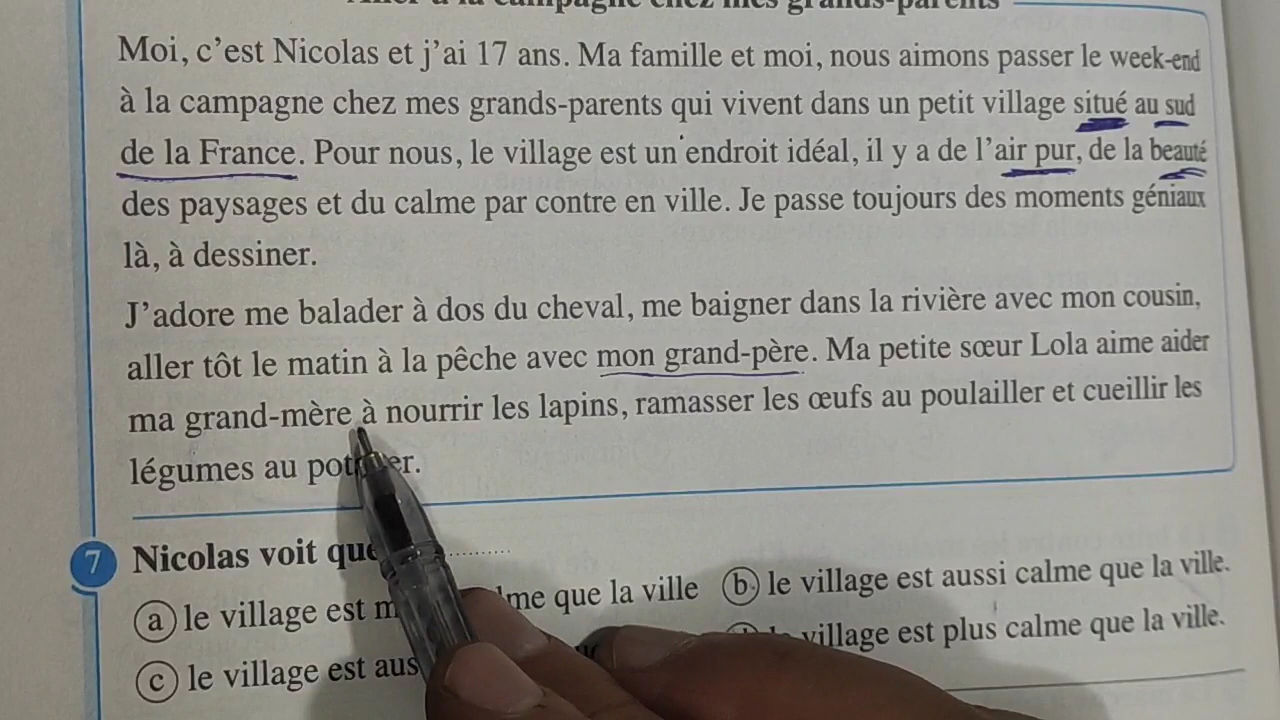 Aller à la campagne chez mes grands-parents
Moi, c'est Nicolas et j'ai 17 ans. Ma famille et moi, nous aimons passer le week-end
à la campagne chez mes grands-parents qui vivent dans un petit village situé au sud
de la France. Pour nous, le village est un endroit idéal, il y a de l'air pur, de la beauté
des paysages et du calme par contre en ville. Je passe toujours des moments géniaux
là, à dessiner.
J'adore me balader à dos du cheval, me baigner dans la rivière avec mon cousin,
aller tôt le matin à la pêche avec mon grand-père. Ma petite sœur Lola aime aider
ma grand-mère à nourrir les lapins, ramasser les œufs au poulailler et cueillir les
légumes au
7 Nicolas voit que ..........
a le village est que la ville b le village est aussi calme que la ville.
c le village est village est plus calme que la ville.